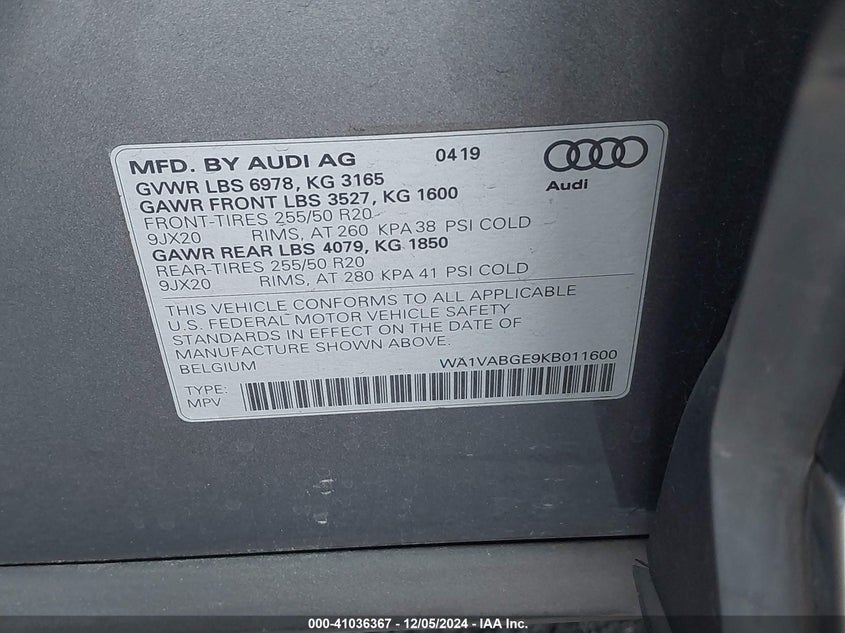 MFD. BY AUDI AG 0419
GVWR LBS 6978, KG 3165
GAWR FRONT LBS 3527, KG 1600
FRONT-TIRES 255/50 R20
9JX20 RIMS, AT 260 KPA 38 PSI COLD
GAWR REAR LBS 4079, KG 1850
REAR-TIRES 255/50 R20
9JX20 RIMS, AT 280 KPA 41 PSI COLD
Audi
THIS VEHICLE CONFORMS TO ALL APPLICABLE
U.S. FEDERAL MOTOR VEHICLE SAFETY
STANDARDS IN EFFECT ON THE DATE OF
MANUFACTURE SHOWN ABOVE.
BELGIUM WA1VABGE9KB011600
TYPE:
MPV
000-41036367 - 12/05/2024 - IAA Inc.